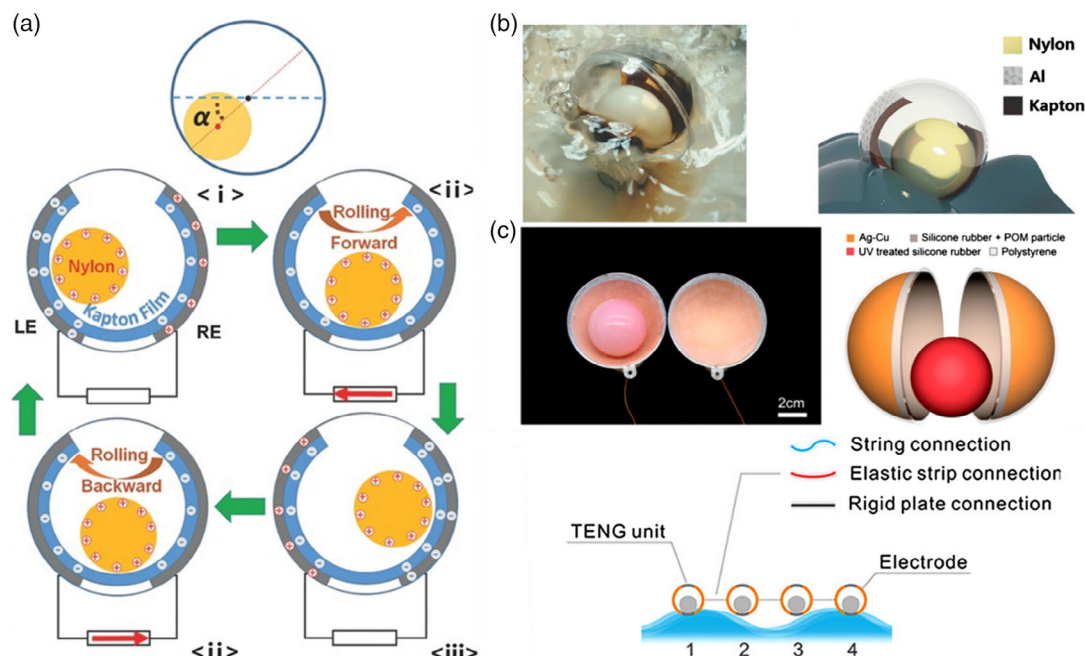 (a)
α
< i >
<ii>
Rolling
Forward
Nylon
Kapton Film
LE
RE
Rolling
Backward
<ii>
<iii>
(b)
Nylon
Al
Kapton
(c)
2cm
Ag-Cu
Silicone rubber + POM particle
UV treated silicone rubber
Polystyrene
String connection
Elastic strip connection
Rigid plate connection
TENG unit
Electrode
1
2
3
4